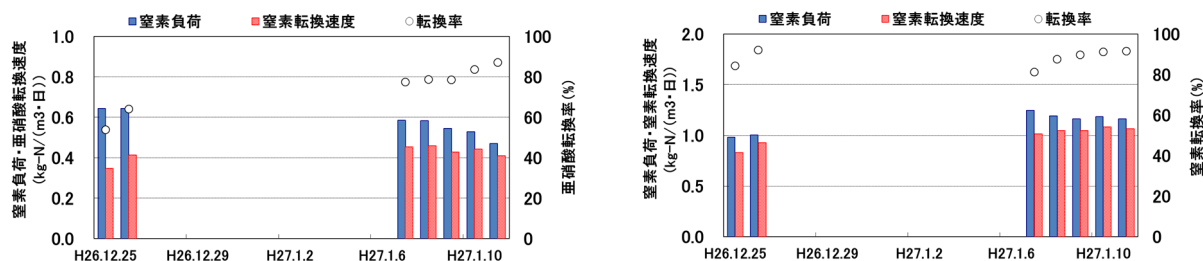 窒素負荷 窒素転換速度 転換率
窒素負荷・亜硝酸転換速度
(kg-N/(m3・日))
1.0
0.8
0.6
0.4
0.2
0.0
100
80
60
40
20
0
亜硝酸転換率(%)
H26.12.25 H26.12.29 H27.1.2 H27.1.6 H27.1.10
窒素負荷 窒素転換速度 転換率
窒素負荷・窒素転換速度
(kg-N/(m3・日))
2.0
1.5
1.0
0.5
0.0
100
80
60
40
20
0
窒素転換率(%)
H26.12.25 H26.12.29 H27.1.2 H27.1.6 H27.1.10